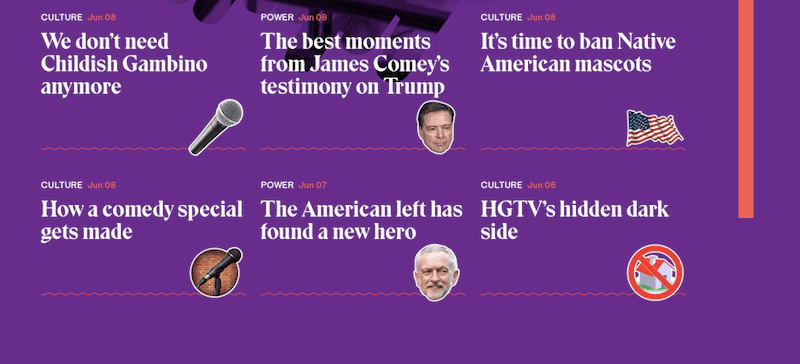 CULTURE Jun 08
We don’t need
Childish Gambino
anymore
POWER Jun 08
The best moments
from James Comey’s
testimony on Trump
CULTURE Jun 08
It’s time to ban Native
American mascots
CULTURE Jun 08
How a comedy special
gets made
POWER Jun 07
The American left has
found a new hero
CULTURE Jun 06
HGTV’s hidden dark
side